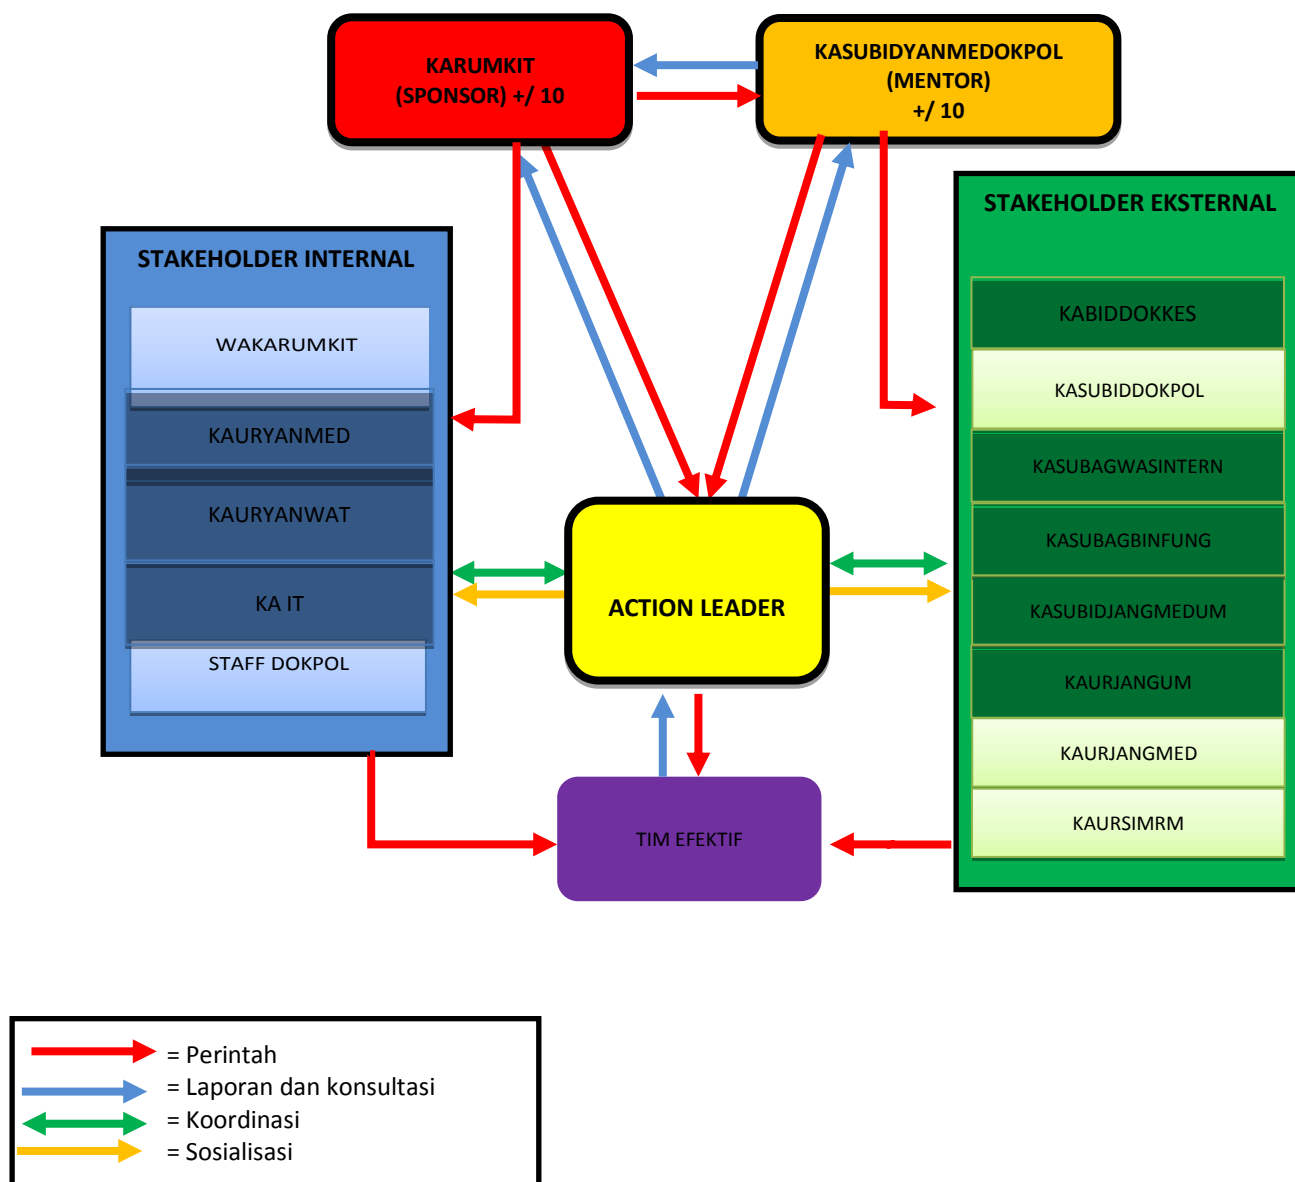 KARUMKIT
(SPONSOR) +/ 10
KASUBIDYANMEDOKPOL
(MENTOR)
+/ 10
STAKEHOLDER INTERNAL
WAKARUMKIT
KAURYANMED
KAURYANWAT
KA IT
STAFF DOKPOL
STAKEHOLDER EKSTERNAL
KABIDDOKKES
KASUBIDDOKPOL
KASUBAGWASINTERN
KASUBAGBINFUNG
KASUBIDJANGMEDUM
KAURJANGUM
KAURJANGMED
KAURSIMRM
ACTION LEADER
TIM EFEKTIF
= Perintah
= Laporan dan konsultasi
= Koordinasi
= Sosialisasi